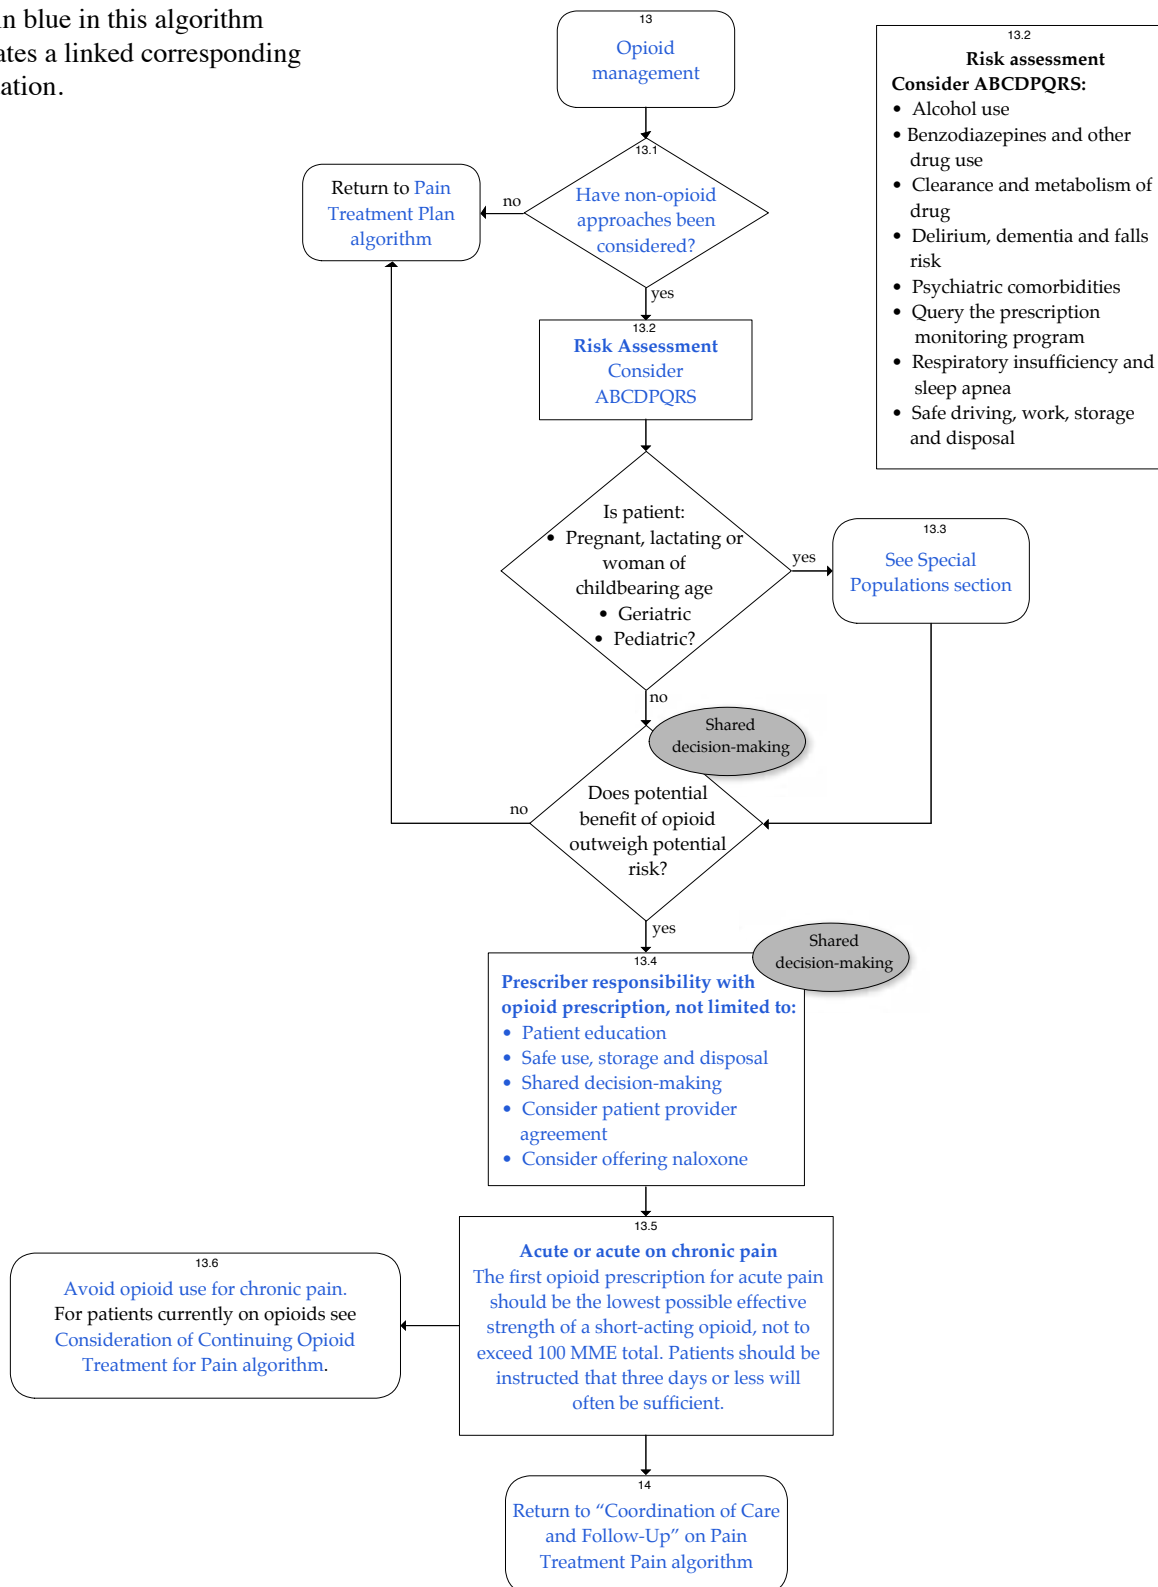 in blue in this algorithm
ates a linked corresponding
ation.
13
Opioid
management
13.1
Have non-opioid
approaches been
considered?
no
Return to Pain
Treatment Plan
algorithm
yes
13.2
Risk Assessment
Consider
ABCDPQRS
13.2
Risk assessment
Consider ABCDPQRS:
• Alcohol use
• Benzodiazepines and other
drug use
• Clearance and metabolism of
drug
• Delirium, dementia and falls
risk
• Psychiatric comorbidities
• Query the prescription
monitoring program
• Respiratory insufficiency and
sleep apnea
• Safe driving, work, storage
and disposal
Is patient:
• Pregnant, lactating or
woman of
childbearing age
• Geriatric
• Pediatric?
yes
13.3
See Special
Populations section
no
Shared
decision-making
Does potential
benefit of opioid
outweigh potential
risk?
no
yes
Shared
decision-making
13.4
Prescriber responsibility with
opioid prescription, not limited to:
• Patient education
• Safe use, storage and disposal
• Shared decision-making
• Consider patient provider
agreement
• Consider offering naloxone
13.5
Acute or acute on chronic pain
The first opioid prescription for acute pain
should be the lowest possible effective
strength of a short-acting opioid, not to
exceed 100 MME total. Patients should be
instructed that three days or less will
often be sufficient.
13.6
Avoid opioid use for chronic pain.
For patients currently on opioids see
Consideration of Continuing Opioid
Treatment for Pain algorithm.
14
Return to “Coordination of Care
and Follow-Up” on Pain
Treatment Pain algorithm